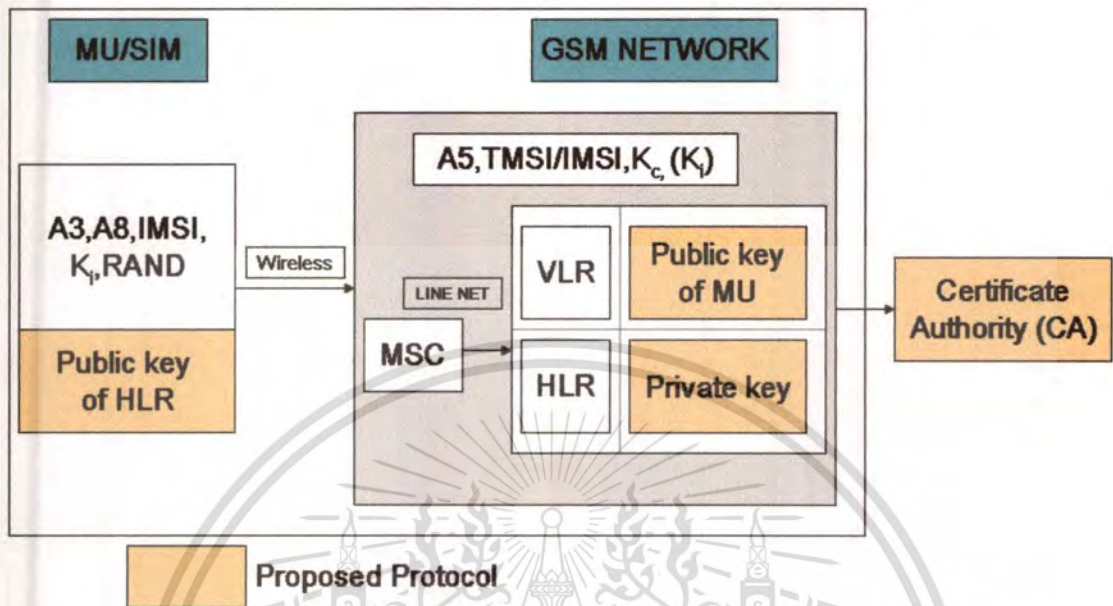 MU/SIM
GSM NETWORK
A5,TMSI/IMSI,Kc, (Ki)
A3,A8,IMSI,
Ki,RAND
Wireless
LINE NET
VLR
Public key
of MU
Certificate
Authority (CA)
MSC
HLR
Private key
Public key
of HLR
Proposed Protocol